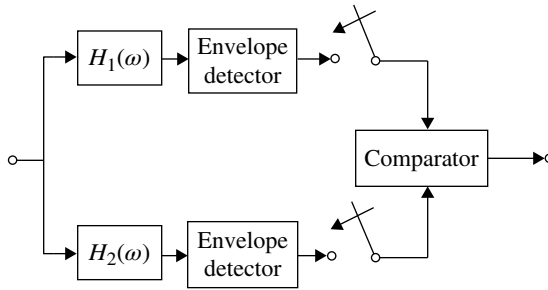 H₁(ω)
Envelope
detector
Comparator
H₂(ω)
Envelope
detector